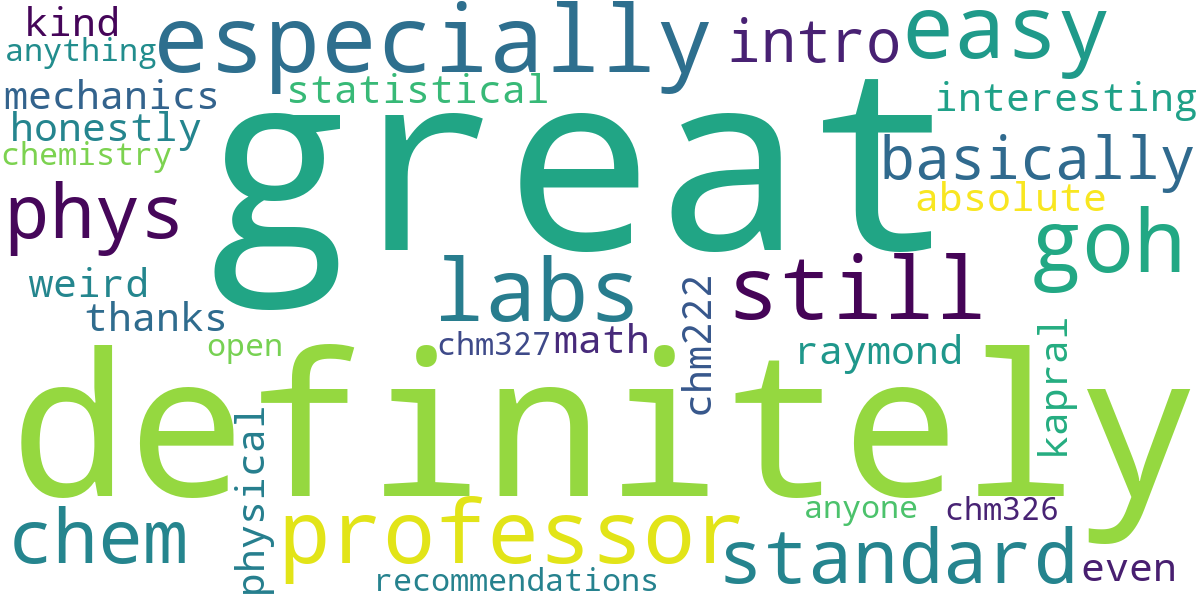 kind
especially
intro
easy
anything
mechanics
statistical
interesting
honestly
great
basically
chemistry
absolute
phys
goh
labs
still
weird
chm222
thanks
open
chm327
math
raymond
kapral
definitely
physical
chem
professor
anyone
chm326
standard
even
recommendations